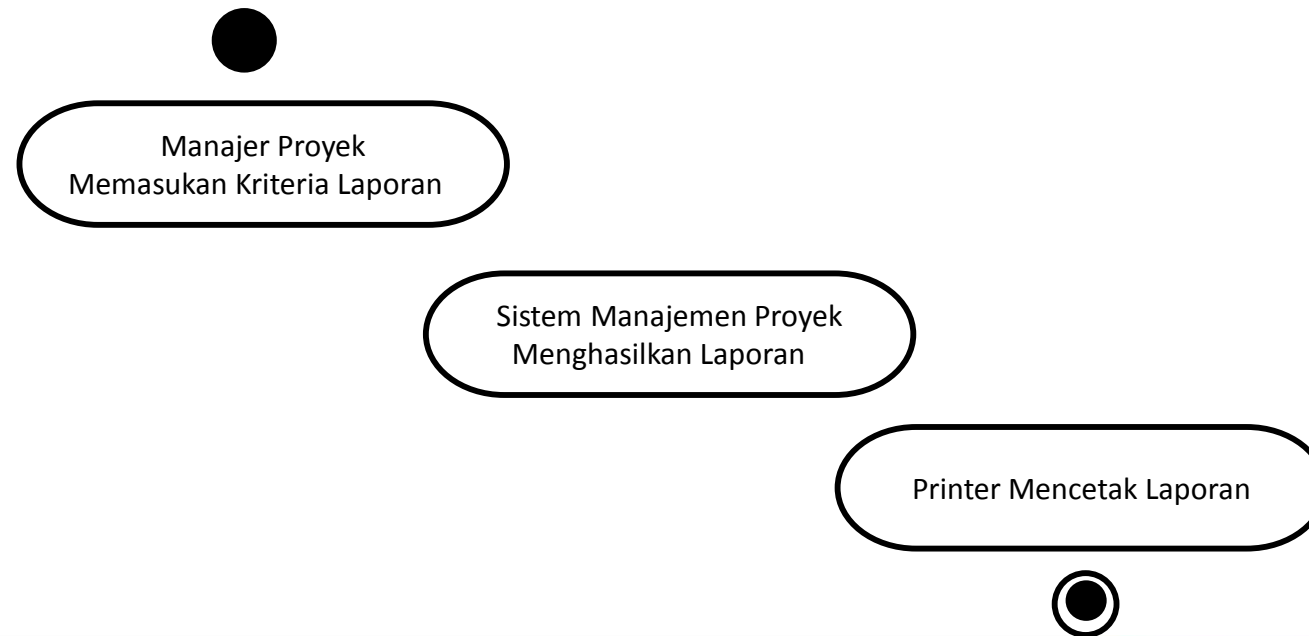 Manajer Proyek
Memasukan Kriteria Laporan
Sistem Manajemen Proyek
Menghasilkan Laporan
Printer Mencetak Laporan